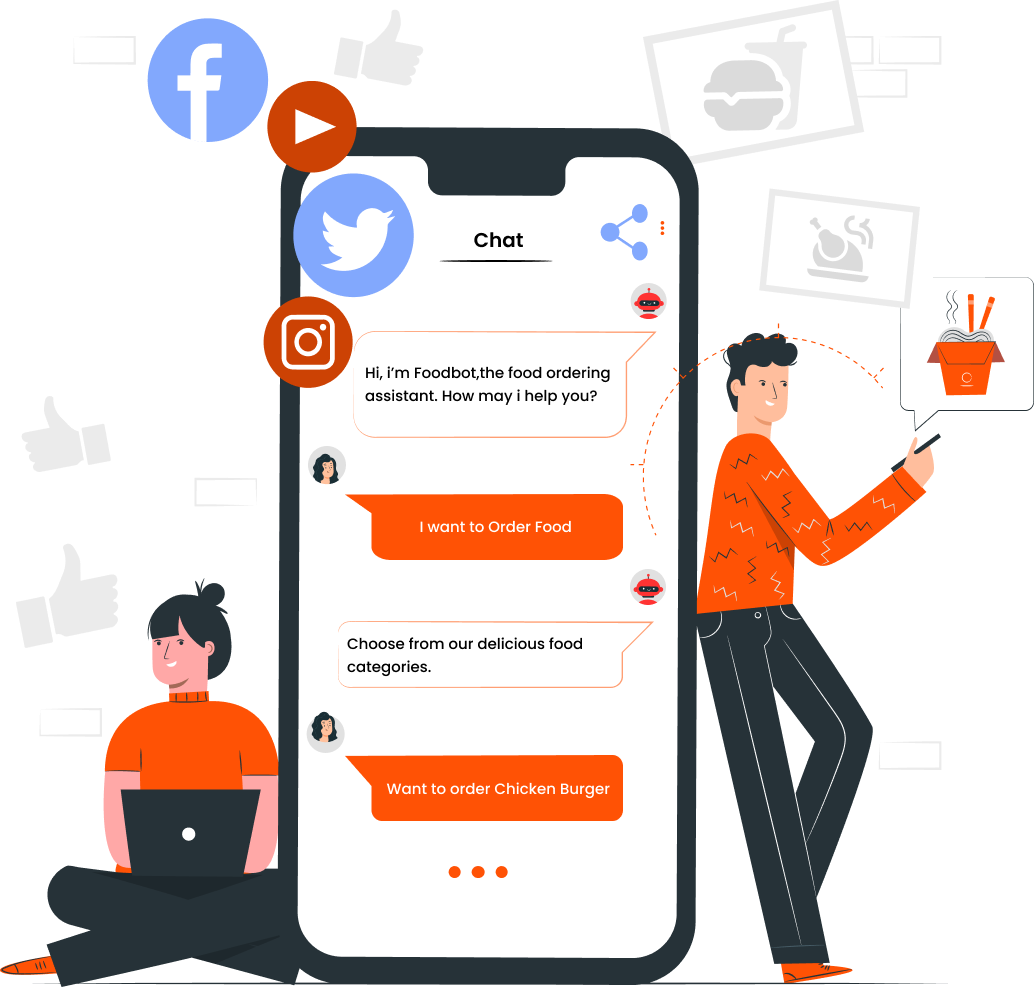 Chat
Hi, i'm Foodbot,the food ordering
assistant. How may i help you?
I want to Order Food
Choose from our delicious food
categories.
Want to order Chicken Burger